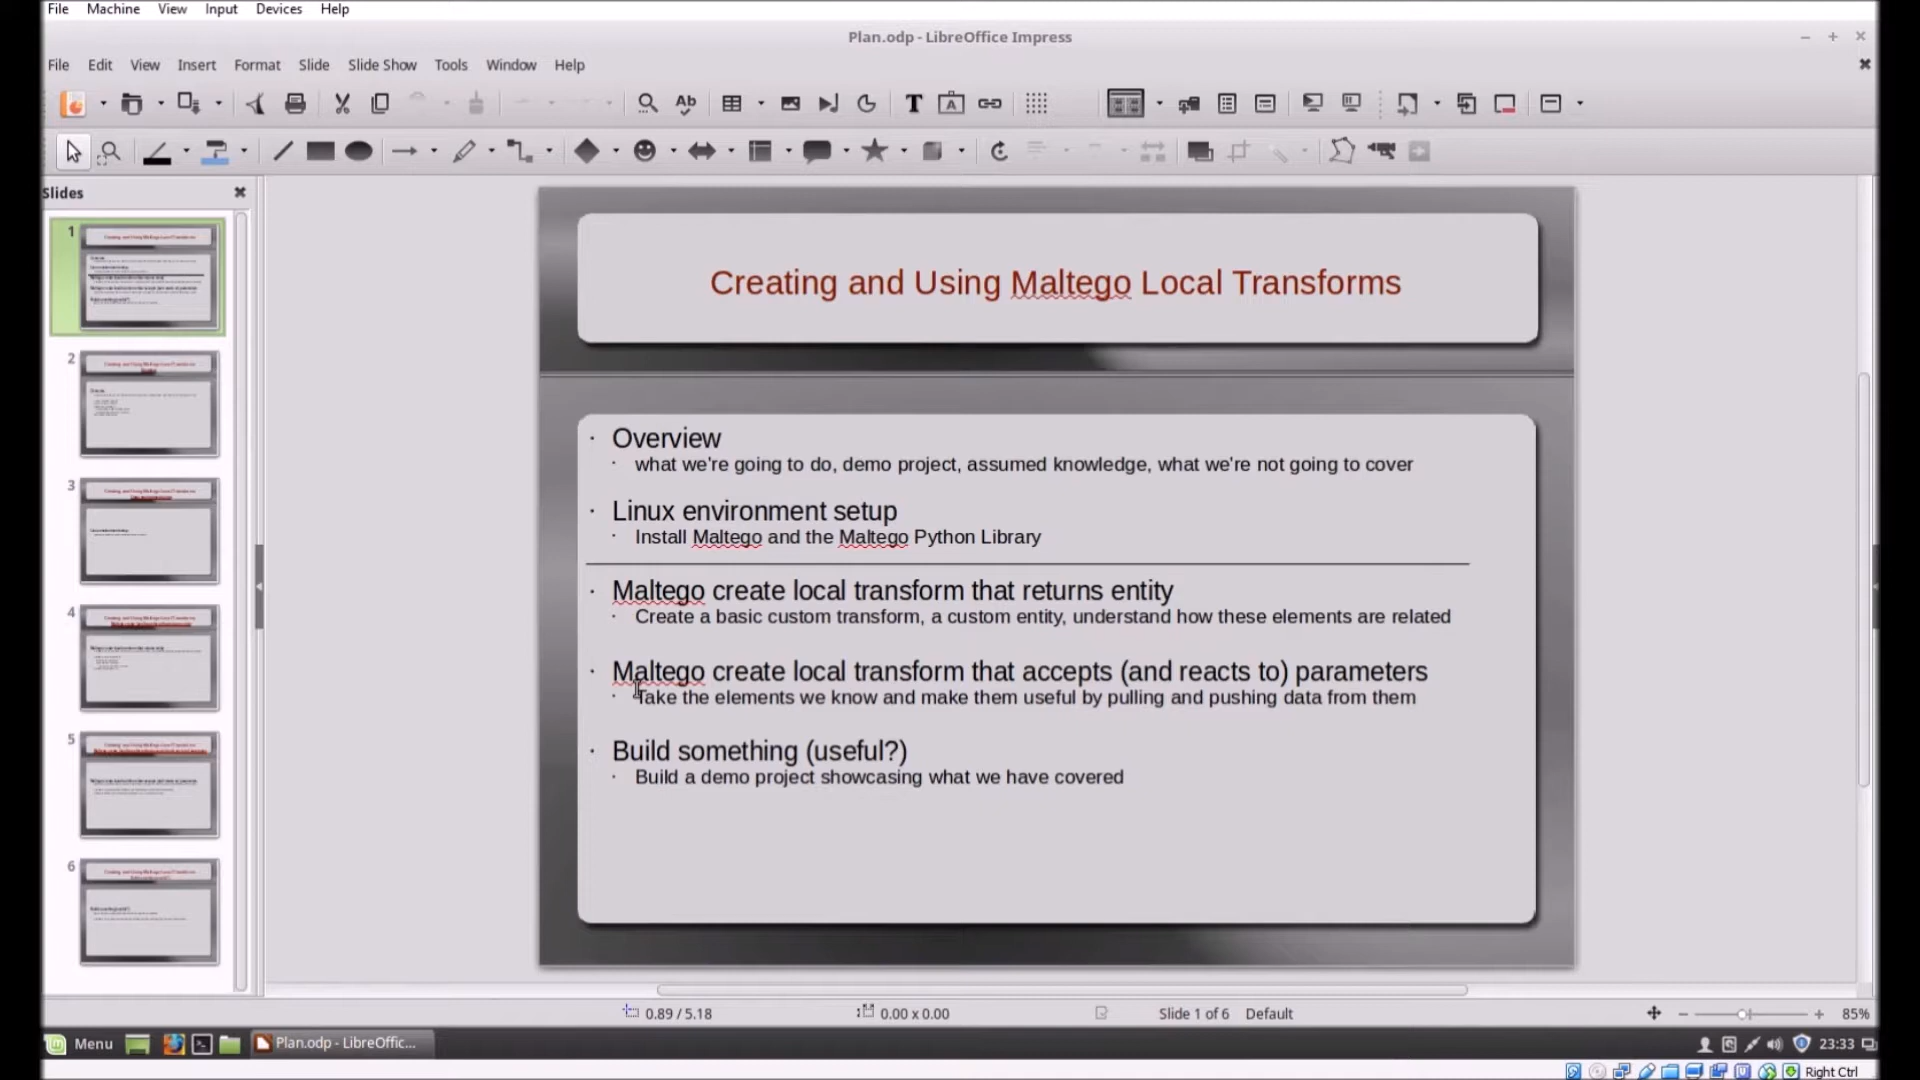 File Machine View Input Devices Help
Plan.odp - LibreOffice Impress
File Edit View Insert Format Slide Slide Show Tools Window Help
Slides
1
2
3
4
5
6
Creating and Using Maltego Local Transforms
Overview
what we're going to do, demo project, assumed knowledge, what we're not going to cover
Linux environment setup
Install Maltego and the Maltego Python Library
Maltego create local transform that returns entity
Create a basic custom transform, a custom entity, understand how these elements are related
Maltego create local transform that accepts (and reacts to) parameters
Take the elements we know and make them useful by pulling and pushing data from them
Build something (useful?)
Build a demo project showcasing what we have covered
0.89 / 5.18 0.00 x 0.00 Slide 1 of 6 Default 85%
Menu Plan.odp - LibreOffic... 23:33
Right Ctrl